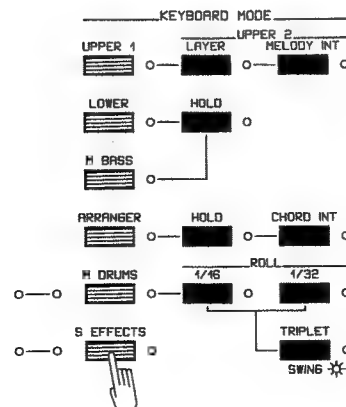 KEYBOARD MODE
UPPER 2
UPPER 1 LAYER MELODY INT
LOWER HOLD
M BASS
ARRANGER HOLD CHORD INT
ROLL
M DRUMS 1/16 1/32
S EFFECTS TRIPLET
SWING